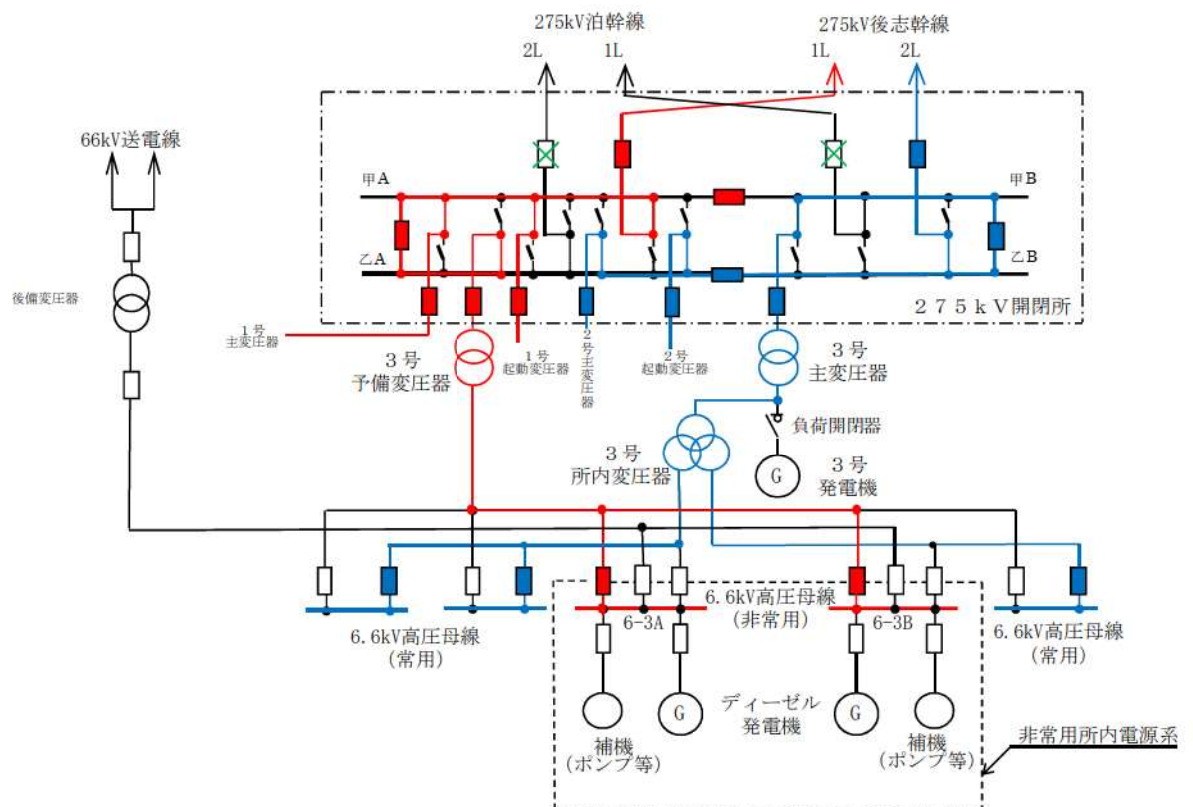 275kV泊幹線
275kV後志幹線
2L
1L
1L
2L
66kV送電線
甲A
甲B
乙A
乙B
275kV開閉所
後備変圧器
1号
主変圧器
3号
予備変圧器
1号
起動変圧器
2号主変圧器
2号
起動変圧器
3号
主変圧器
負荷開閉器
3号
所内変圧器
G
3号
発電機
6.6kV高圧母線
(常用)
6-3A
6.6kV高圧母線
(非常用)
6-3B
6.6kV高圧母線
(常用)
G
ディーゼル
発電機
G
補機
(ポンプ等)
補機
(ポンプ等)
非常用所内電源系